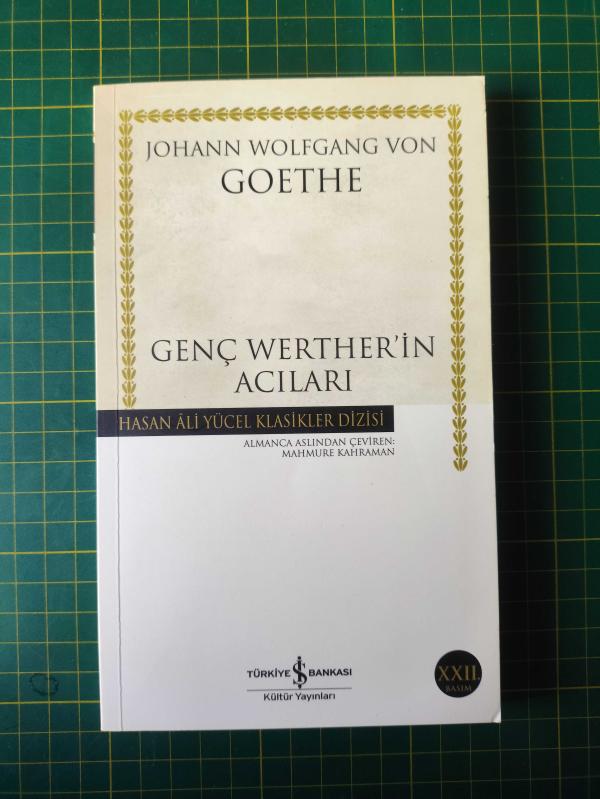 JOHANN WOLFGANG VON
GOETHE
GENÇ WERTHER'İN
ACILARI
HASAN ÂLİ YÜCEL KLASİKLER DİZİSİ
ALMANCA ASLINDAN ÇEVİREN:
MAHMURE KAHRAMAN
TÜRKİYE İŞ BANKASI
Kültür Yayınları
XXII.
BASIM